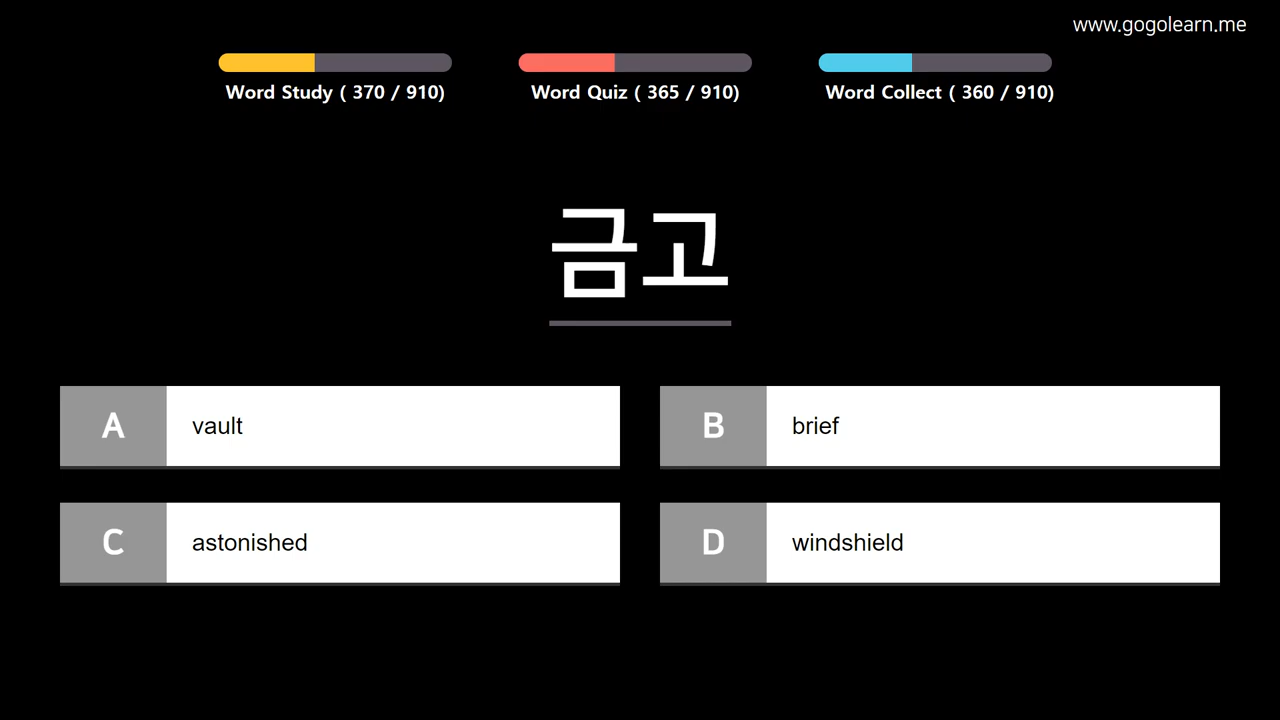 www.gogolearn.me
Word Study ( 370 / 910)
Word Quiz ( 365 / 910)
Word Collect ( 360 / 910)
금고
A vault
B brief
C astonished
D windshield